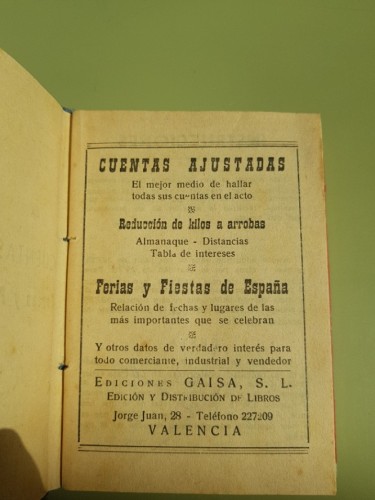 CUENTAS AJUSTADAS
El mejor medio de hallar
todas sus cuentas en el acto
Reducción de kilos a arrobas
Almanaque - Distancias
Tabla de intereses
Ferias y Fiestas de España
Relación de fechas y lugares de las
más importantes que se celebran
Y otros datos de verdadero interés para
todo comerciante, industrial y vendedor
EDICIONES GAISA, S. L.
EDICIÓN Y DISTRIBUCIÓN DE LIBROS
Jorge Juan, 28 - Teléfono 227209
VALENCIA